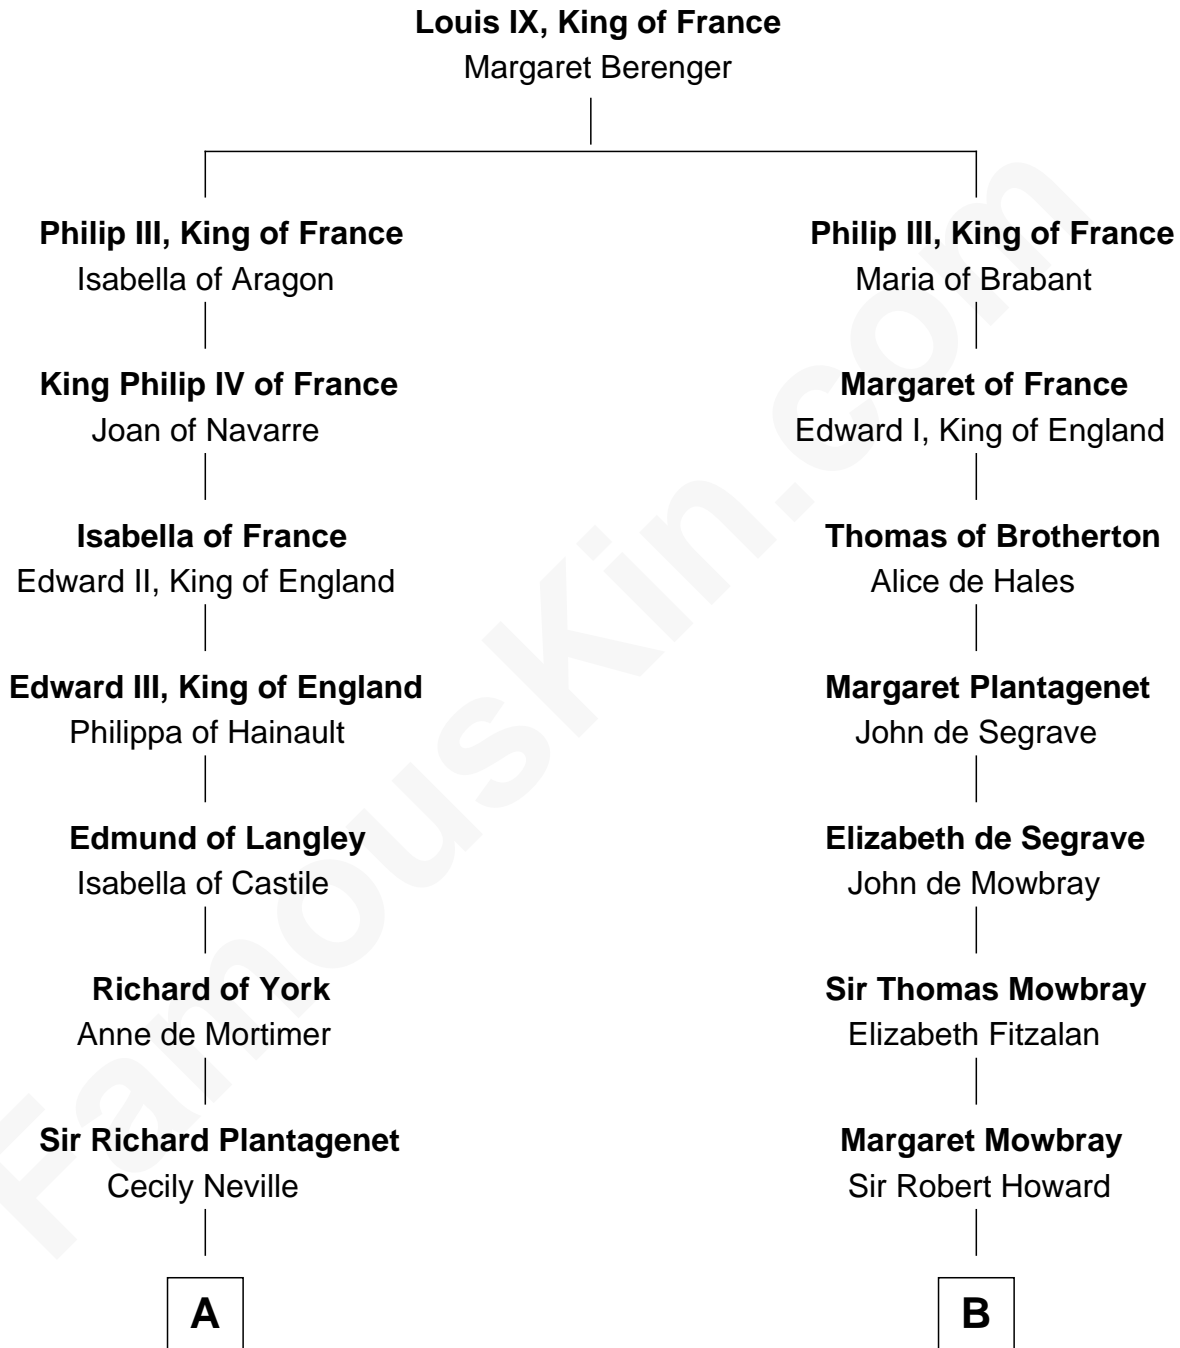 Louis IX, King of France
Margaret Berenger
Philip III, King of France
Isabella of Aragon
Philip III, King of France
Maria of Brabant
King Philip IV of France
Joan of Navarre
Margaret of France
Edward I, King of England
Isabella of France
Edward II, King of England
Thomas of Brotherton
Alice de Hales
Edward III, King of England
Philippa of Hainault
Margaret Plantagenet
John de Segrave
Edmund of Langley
Isabella of Castile
Elizabeth de Segrave
John de Mowbray
Richard of York
Anne de Mortimer
Sir Thomas Mowbray
Elizabeth Fitzalan
Sir Richard Plantagenet
Cecily Neville
Margaret Mowbray
Sir Robert Howard
A
B
FamousKin.com